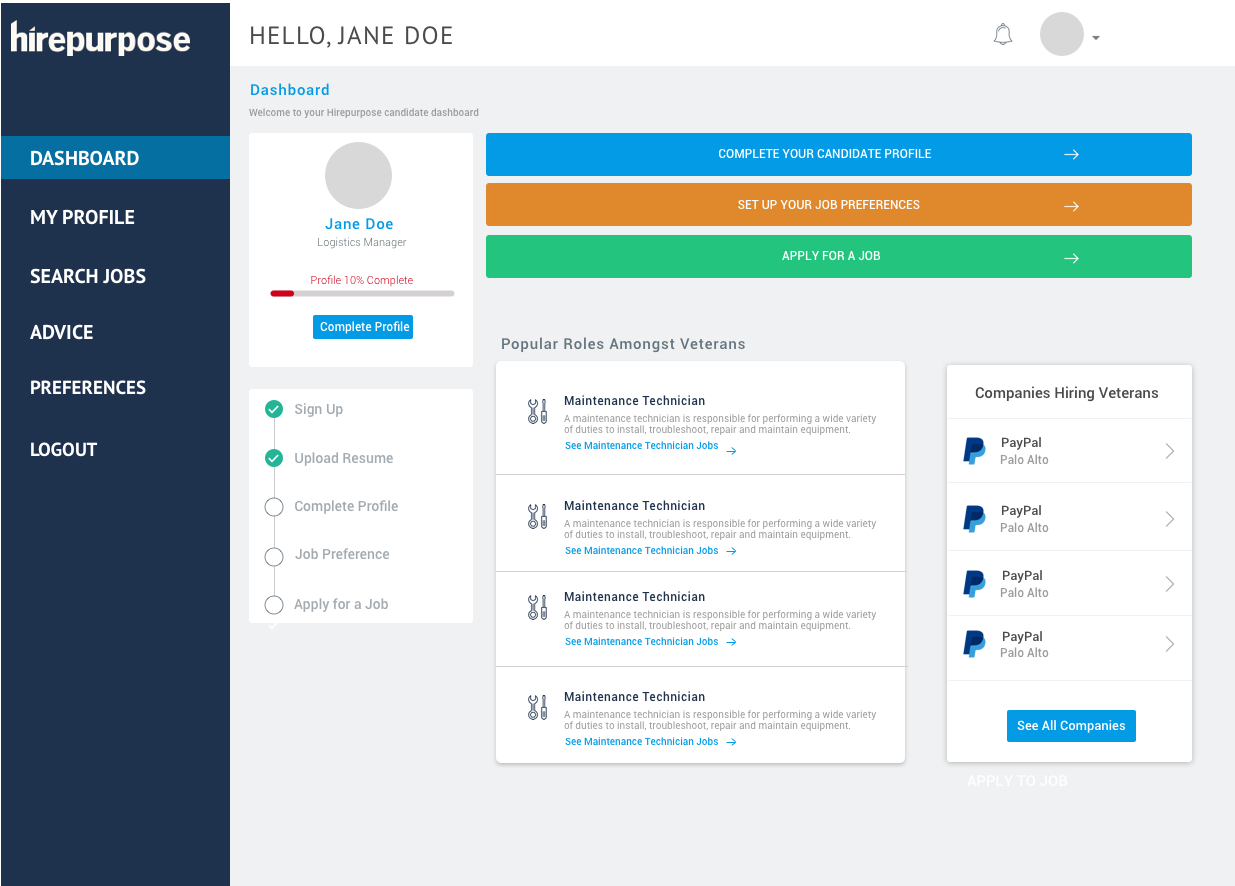 hirepurpose
HELLO, JANE DOE
DASHBOARD
MY PROFILE
SEARCH JOBS
ADVICE
PREFERENCES
LOGOUT
Dashboard
Welcome to your Hirepurpose candidate dashboard
Jane Doe
Logistics Manager
Profile 10% Complete
Complete Profile
Sign Up
Upload Resume
Complete Profile
Job Preference
Apply for a Job
COMPLETE YOUR CANDIDATE PROFILE
SET UP YOUR JOB PREFERENCES
APPLY FOR A JOB
Popular Roles Amongst Veterans
Maintenance Technician
A maintenance technician is responsible for performing a wide variety
of duties to install, troubleshoot, repair and maintain equipment.
See Maintenance Technician Jobs
Maintenance Technician
A maintenance technician is responsible for performing a wide variety
of duties to install, troubleshoot, repair and maintain equipment.
See Maintenance Technician Jobs
Maintenance Technician
A maintenance technician is responsible for performing a wide variety
of duties to install, troubleshoot, repair and maintain equipment.
See Maintenance Technician Jobs
Maintenance Technician
A maintenance technician is responsible for performing a wide variety
of duties to install, troubleshoot, repair and maintain equipment.
See Maintenance Technician Jobs
Companies Hiring Veterans
PayPal
Palo Alto
PayPal
Palo Alto
PayPal
Palo Alto
PayPal
Palo Alto
See All Companies
APPLY TO JOB